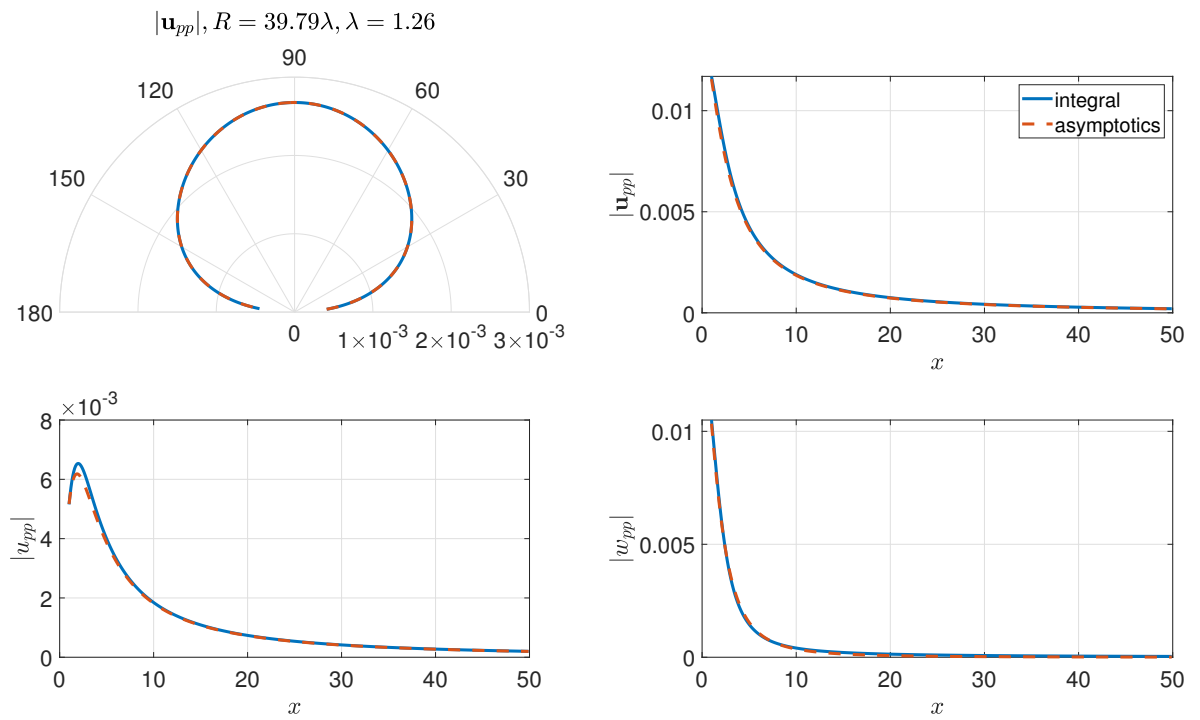 |u_pp|, R = 39.79λ, λ = 1.26
90
120
60
150
30
180
0
0
1×10^-3
2×10^-3
3×10^-3
integral
asymptotics
0.01
0.005
0
|u_pp|
0 10 20 30 40 50
x
×10^-3
8
6
4
2
0
|u_pp|
0 10 20 30 40 50
x
0.01
0.005
0
|w_pp|
0 10 20 30 40 50
x